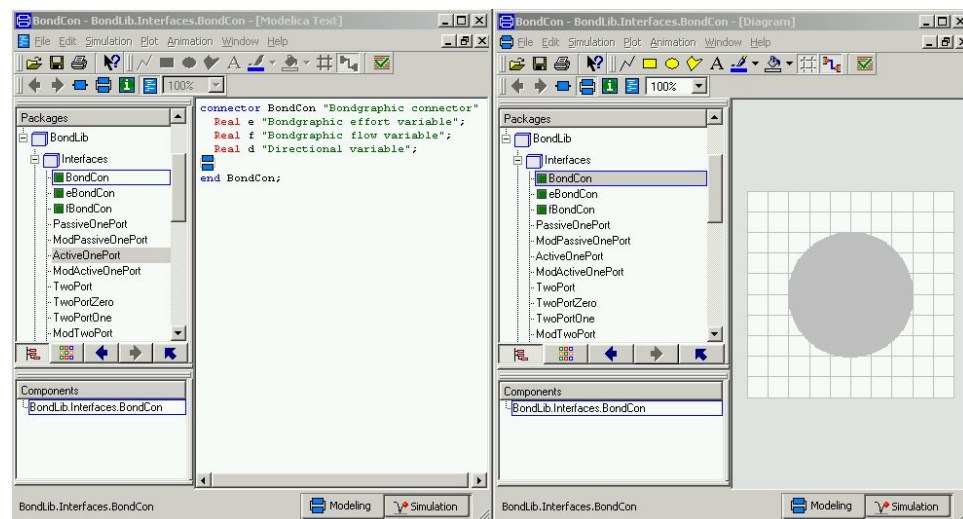 BondCon - BondLib.Interfaces.BondCon - [Modelica Text]
File Edit Simulation Plot Animation Window Help
100%
Packages
BondLib
Interfaces
BondCon
eBondCon
fBondCon
PassiveOnePort
ModPassiveOnePort
ActiveOnePort
ModActiveOnePort
TwoPort
TwoPortZero
TwoPortOne
ModTwoPort
Components
BondLib.Interfaces.BondCon
connector BondCon "Bondgraphic connector"
Real e "Bondgraphic effort variable";
Real f "Bondgraphic flow variable";
Real d "Directional variable";
end BondCon;
BondLib.Interfaces.BondCon
Modeling
Simulation
BondCon - BondLib.Interfaces.BondCon - [Diagram]
File Edit Simulation Plot Animation Window Help
100%
Packages
BondLib
Interfaces
BondCon
eBondCon
fBondCon
PassiveOnePort
ModPassiveOnePort
ActiveOnePort
ModActiveOnePort
TwoPort
TwoPortZero
TwoPortOne
ModTwoPort
Components
BondLib.Interfaces.BondCon
BondLib.Interfaces.BondCon
Modeling
Simulation